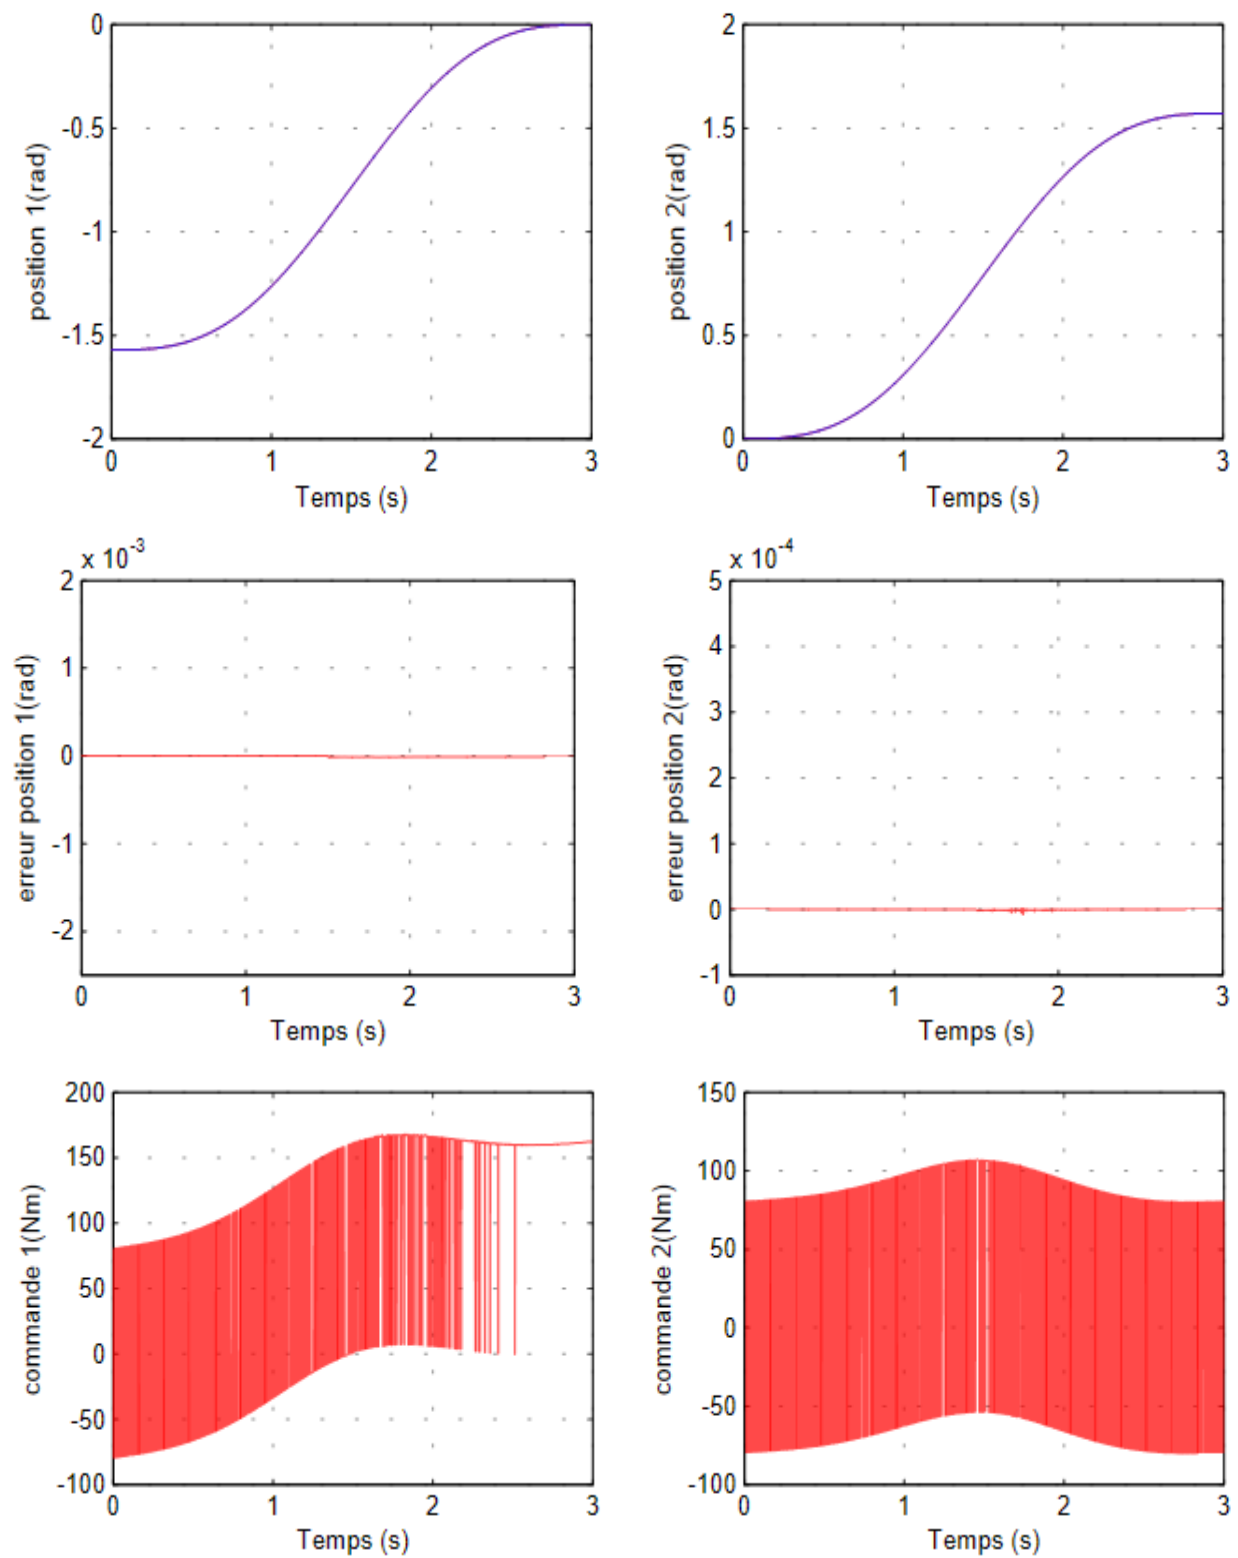 0
-0.5
-1
-1.5
-2
position 1(rad)
0 1 2 3
Temps (s)
2
1.5
1
0.5
0
position 2(rad)
0 1 2 3
Temps (s)
x 10-3
2
1
0
-1
-2
erreur position 1(rad)
0 1 2 3
Temps (s)
x 10-4
5
4
3
2
1
0
-1
erreur position 2(rad)
0 1 2 3
Temps (s)
200
150
100
50
0
-50
-100
commande 1(Nm)
0 1 2 3
Temps (s)
150
100
50
0
-50
-100
commande 2(Nm)
0 1 2 3
Temps (s)